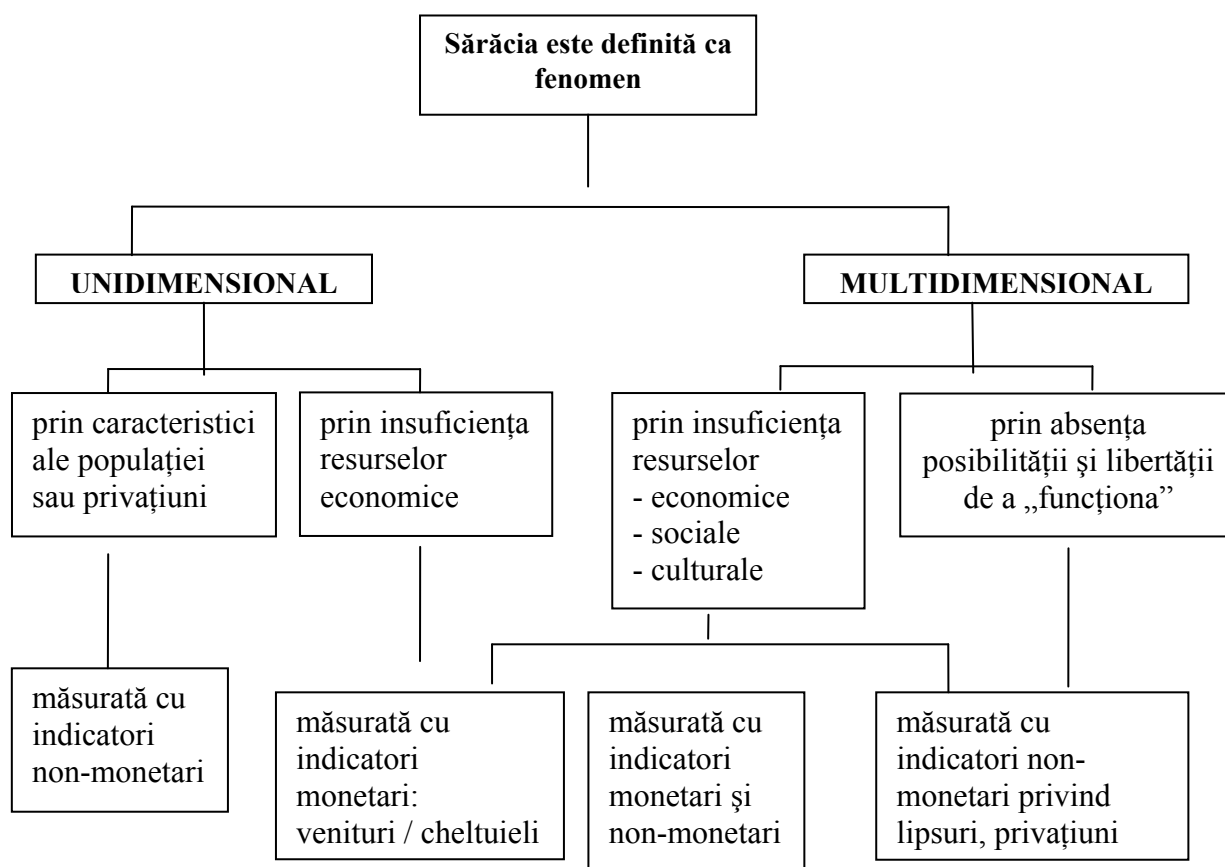 Sărăcia este definită ca
fenomen
UNIDIMENSIONAL
MULTIDIMENSIONAL
prin caracteristici
ale populației
sau privațiuni
prin insuficiența
resurselor
economice
prin insuficiența
resurselor
- economice
- sociale
- culturale
prin absența
posibilității şi libertății
de a „funcționa”
măsurată cu
indicatori
non-monetari
măsurată cu
indicatori
monetari:
venituri / cheltuieli
măsurată cu
indicatori
monetari şi
non-monetari
măsurată cu
indicatori non-
monetari privind
lipsuri, privațiuni